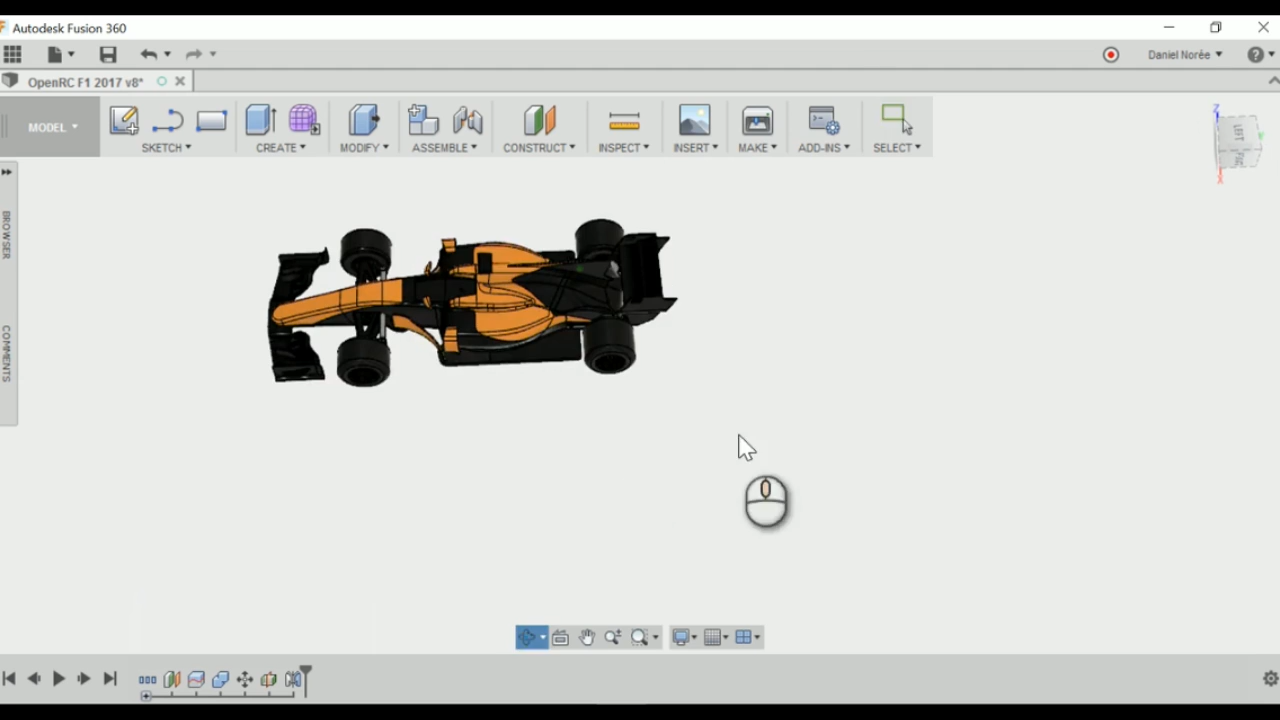 Autodesk Fusion 360
Daniel Norée
OpenRC F1 2017 v8*
MODEL
SKETCH
CREATE
MODIFY
ASSEMBLE
CONSTRUCT
INSPECT
INSERT
MAKE
ADD-INS
SELECT
Z
LEFT
X
BROWSER
COMMENTS